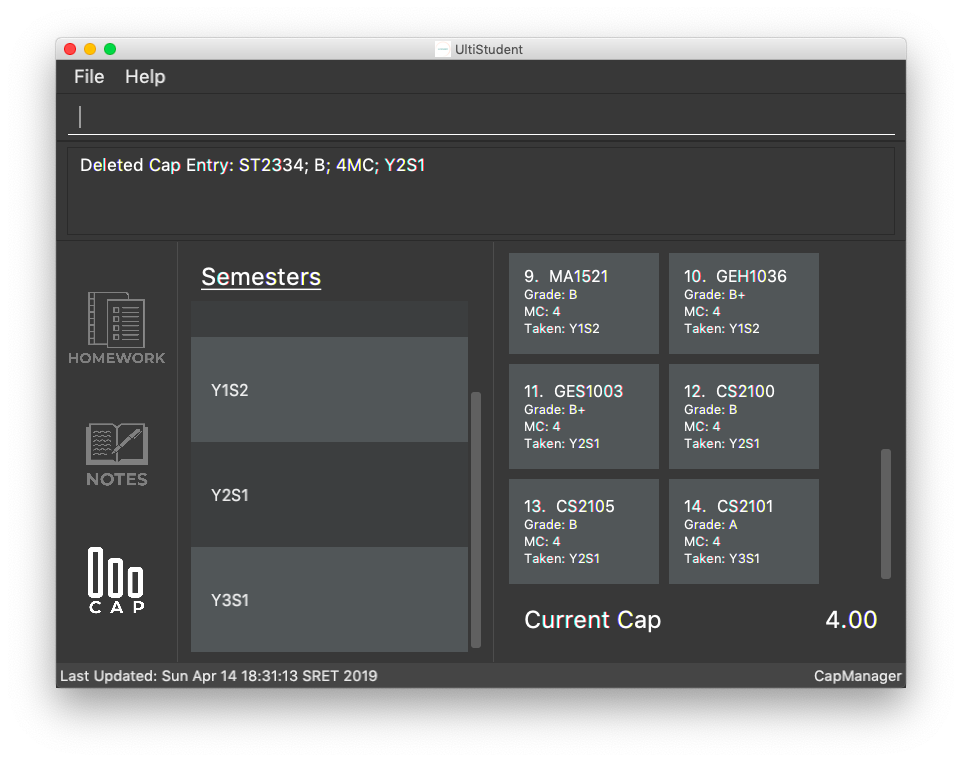 UltiStudent
File Help
Deleted Cap Entry: ST2334; B; 4MC; Y2S1
HOMEWORK
NOTES
CAP
Semesters
Y1S2
Y2S1
Y3S1
9. MA1521
Grade: B
MC: 4
Taken: Y1S2
10. GEH1036
Grade: B+
MC: 4
Taken: Y1S2
11. GES1003
Grade: B+
MC: 4
Taken: Y2S1
12. CS2100
Grade: B
MC: 4
Taken: Y2S1
13. CS2105
Grade: B
MC: 4
Taken: Y2S1
14. CS2101
Grade: A
MC: 4
Taken: Y3S1
Current Cap 4.00
Last Updated: Sun Apr 14 18:31:13 SRET 2019 CapManager